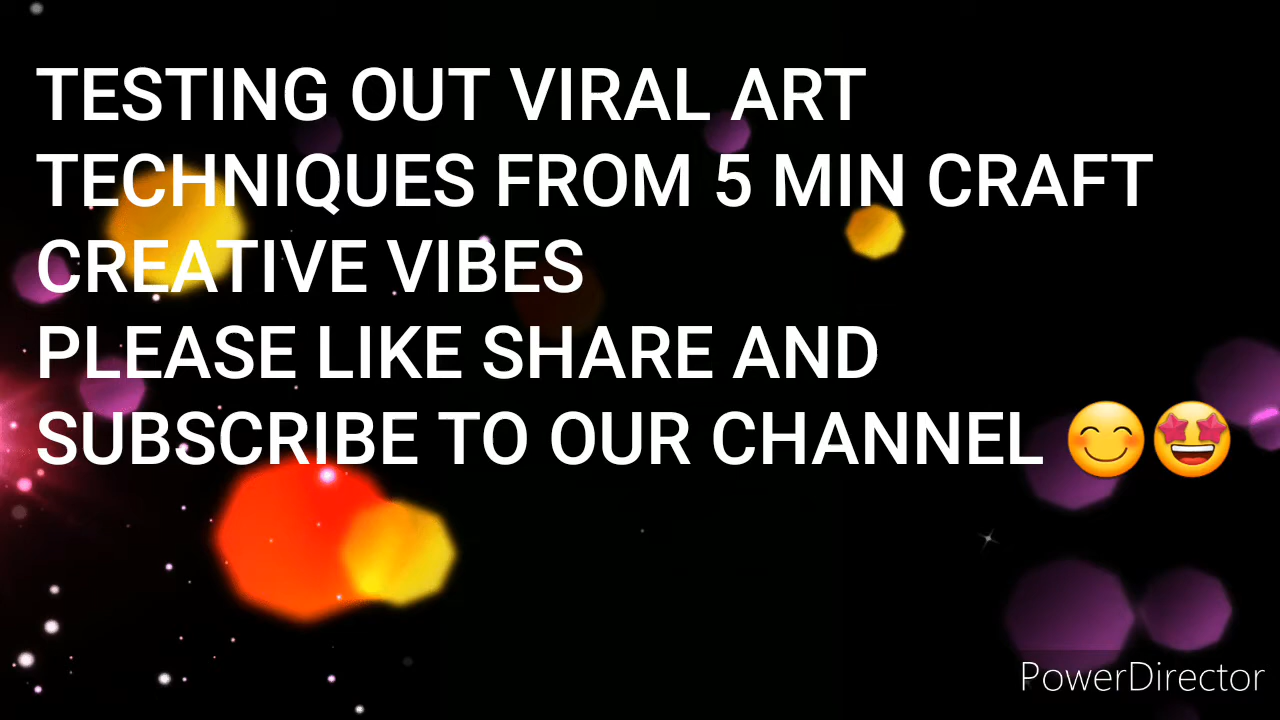 TESTING OUT VIRAL ART
TECHNIQUES FROM 5 MIN CRAFT
CREATIVE VIBES
PLEASE LIKE SHARE AND
SUBSCRIBE TO OUR CHANNEL 😊🤩
PowerDirector